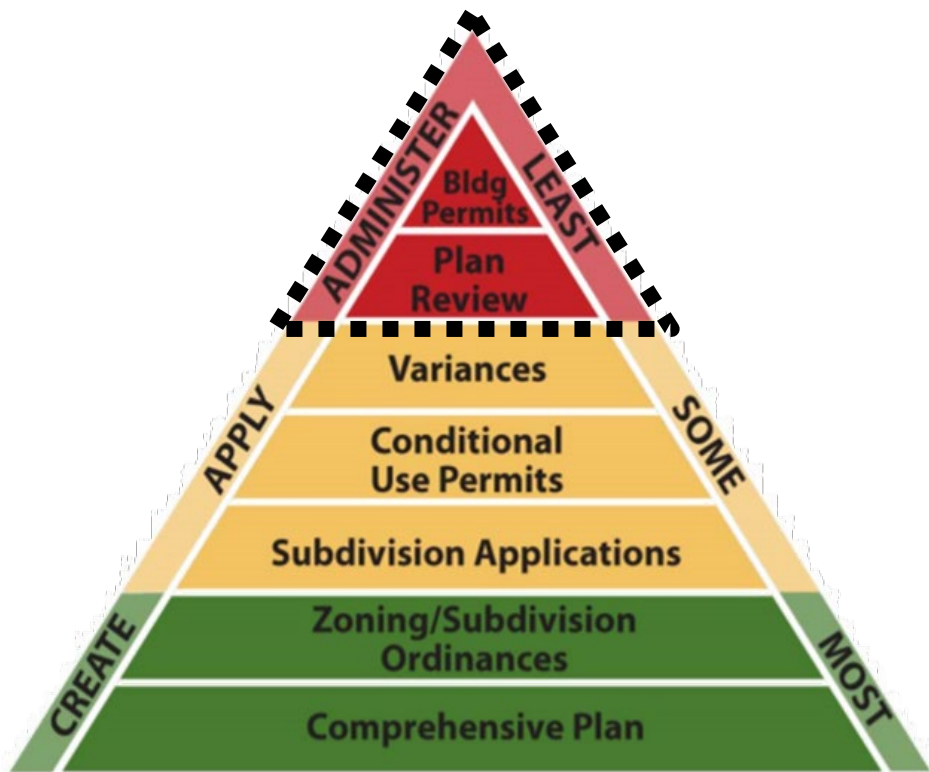 ADMINISTER
LEAST
Bldg
Permits
Plan
Review
APPLY
SOME
Variances
Conditional
Use Permits
Subdivision Applications
CREATE
MOST
Zoning/Subdivision
Ordinances
Comprehensive Plan